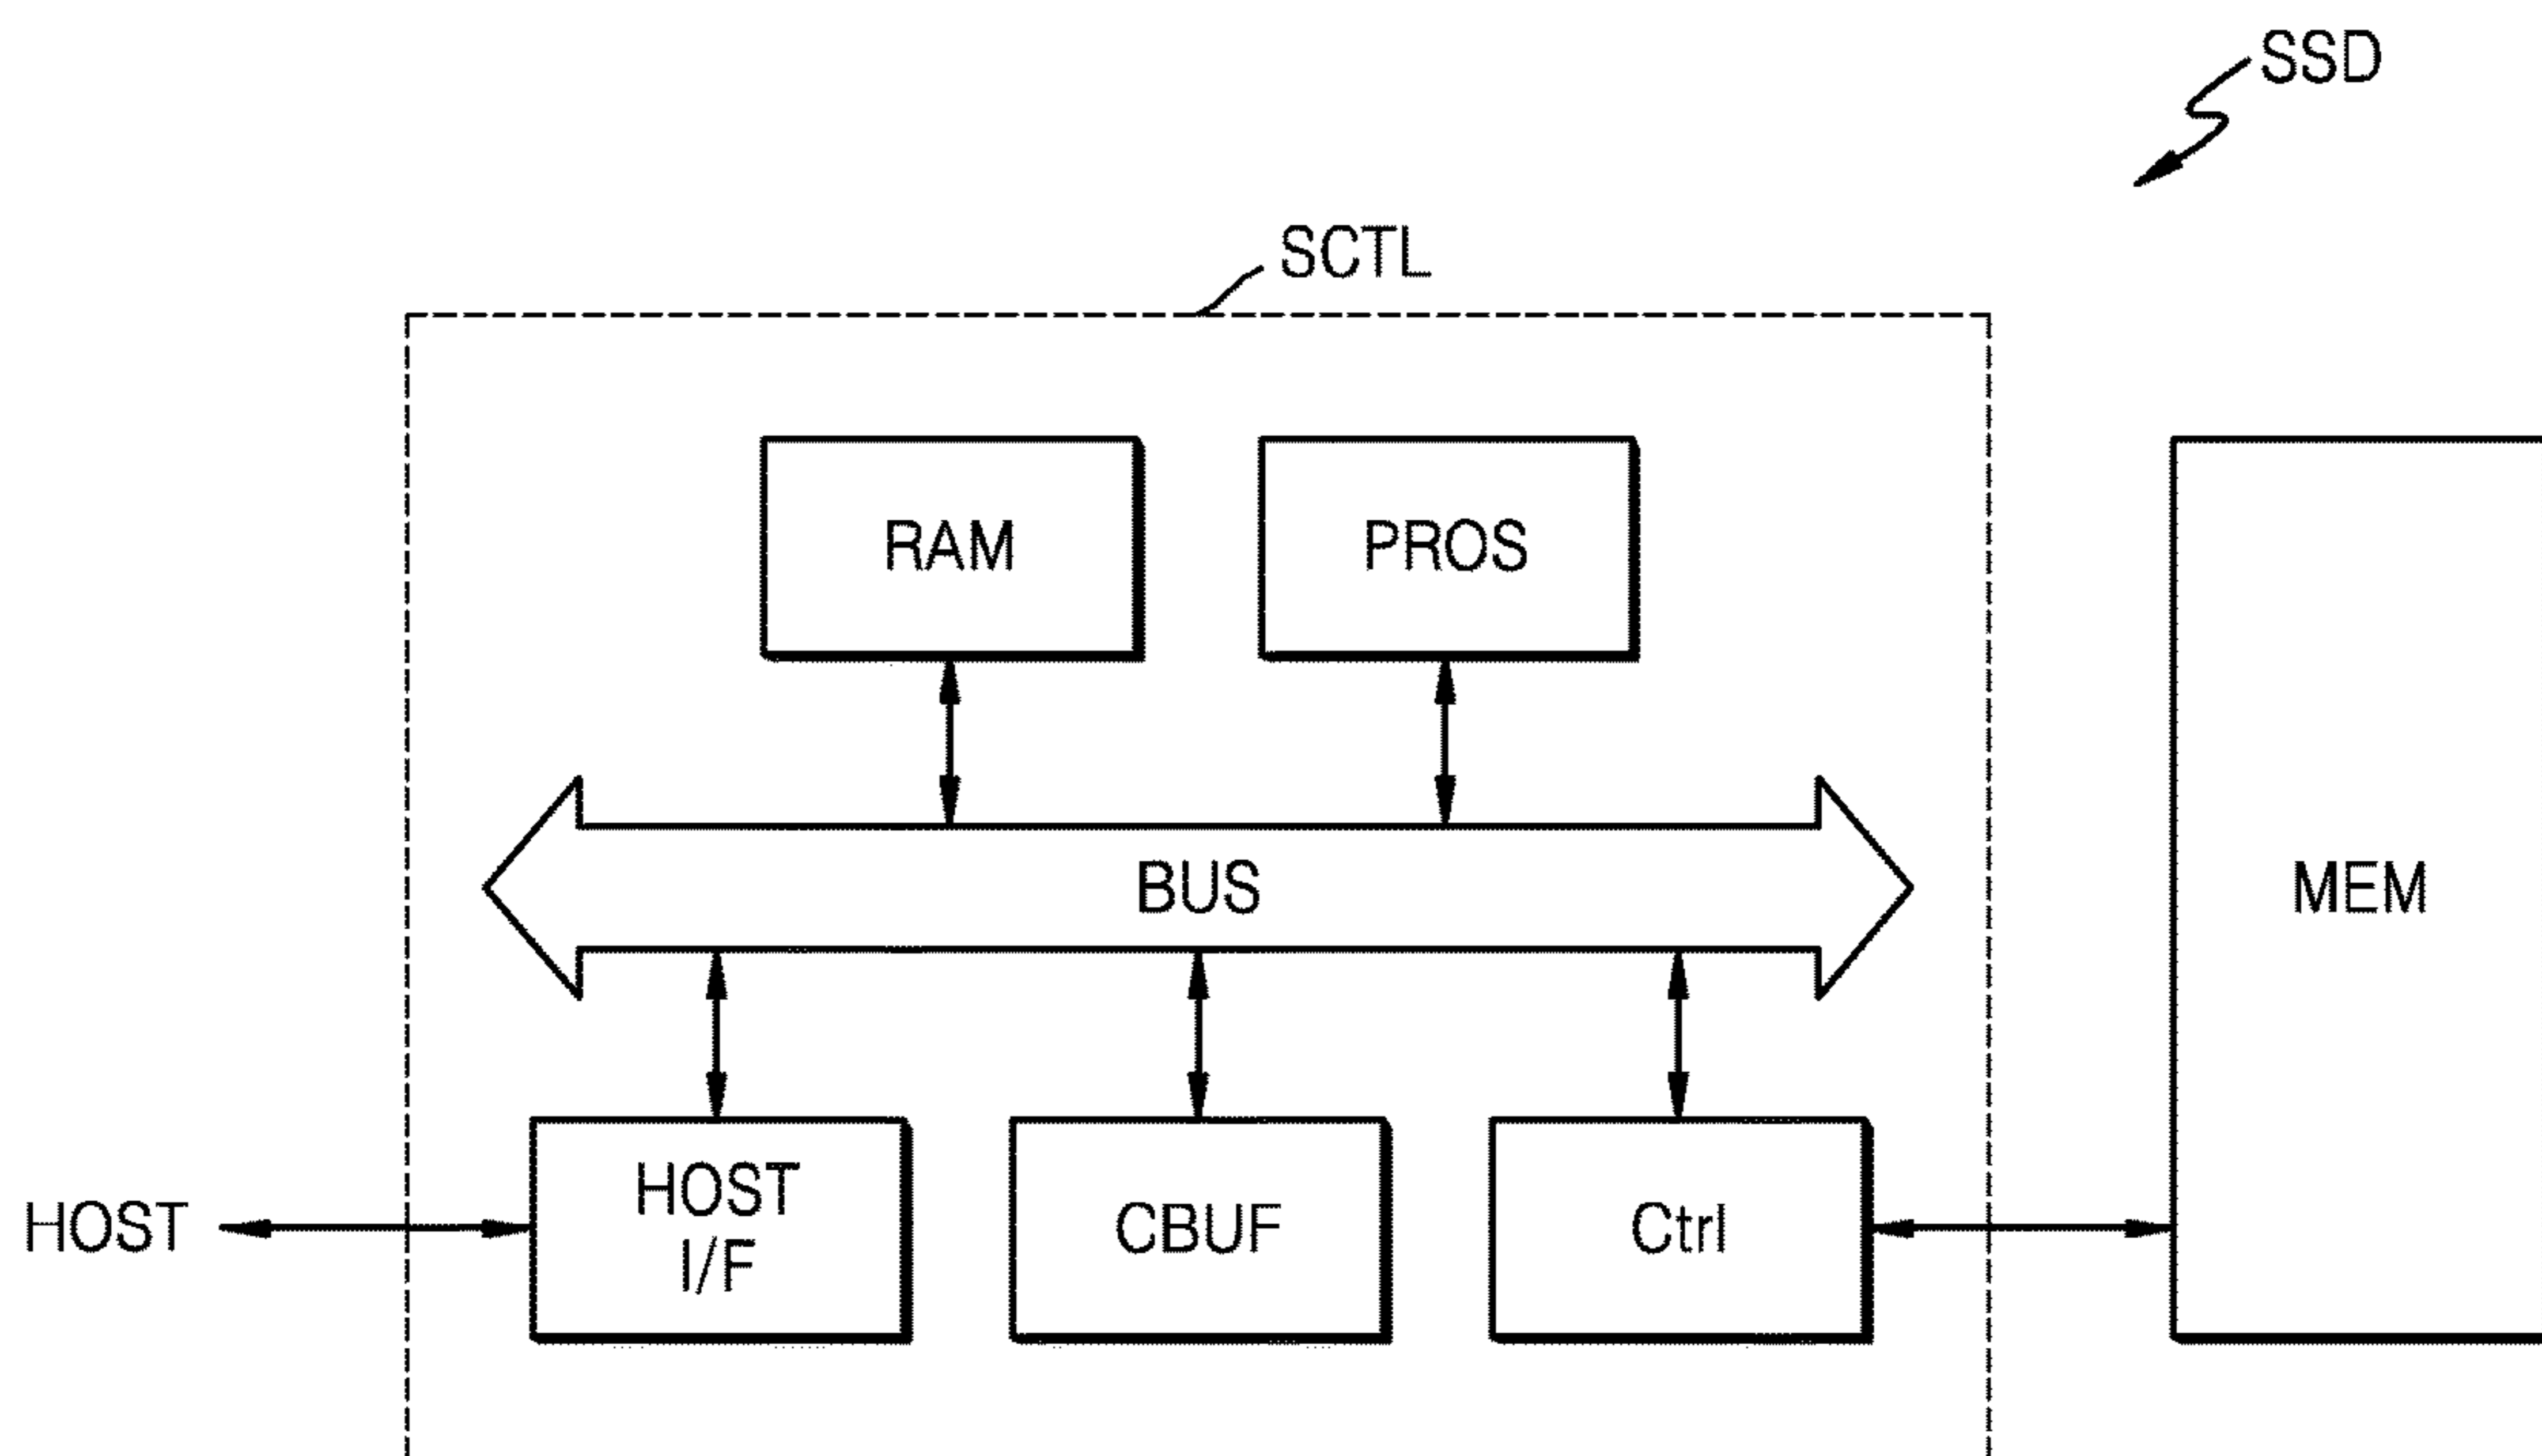 SSD
SCTL
RAM
PROS
BUS
MEM
HOST
HOST
I/F
CBUF
Ctrl